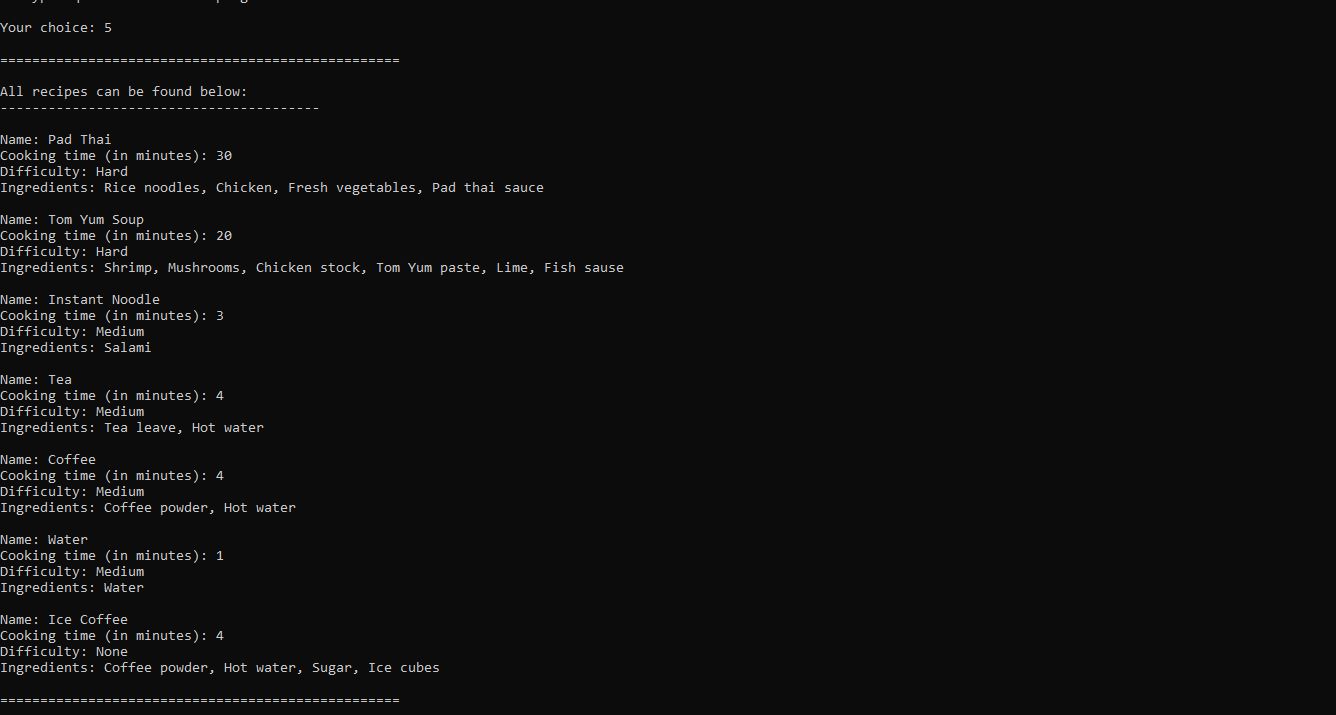 Your choice: 5
==================================================
All recipes can be found below:
----------------------------------------
Name: Pad Thai
Cooking time (in minutes): 30
Difficulty: Hard
Ingredients: Rice noodles, Chicken, Fresh vegetables, Pad thai sauce
Name: Tom Yum Soup
Cooking time (in minutes): 20
Difficulty: Hard
Ingredients: Shrimp, Mushrooms, Chicken stock, Tom Yum paste, Lime, Fish sause
Name: Instant Noodle
Cooking time (in minutes): 3
Difficulty: Medium
Ingredients: Salami
Name: Tea
Cooking time (in minutes): 4
Difficulty: Medium
Ingredients: Tea leave, Hot water
Name: Coffee
Cooking time (in minutes): 4
Difficulty: Medium
Ingredients: Coffee powder, Hot water
Name: Water
Cooking time (in minutes): 1
Difficulty: Medium
Ingredients: Water
Name: Ice Coffee
Cooking time (in minutes): 4
Difficulty: None
Ingredients: Coffee powder, Hot water, Sugar, Ice cubes
==================================================